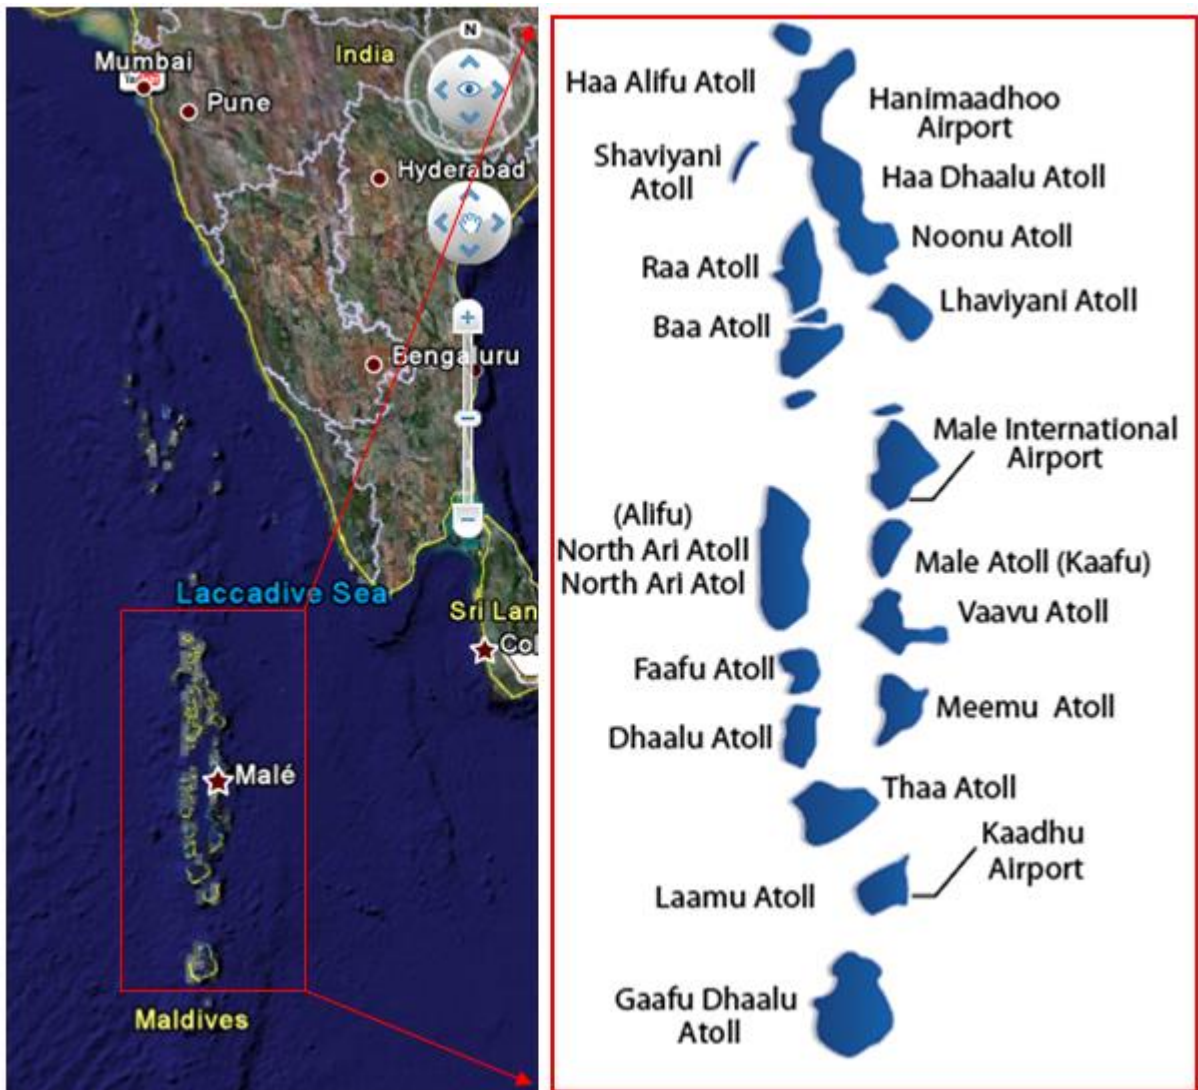 N
India
Mumbai
Pune
Hyderabad
Bengaluru
Laccadive Sea
Sri Lan
Co
Malé
Maldives
Haa Alifu Atoll
Hanimaadhoo
Airport
Shaviyani
Atoll
Haa Dhaalu Atoll
Noonu Atoll
Raa Atoll
Lhaviyani Atoll
Baa Atoll
Male International
Airport
(Alifu)
North Ari Atoll
North Ari Atol
Male Atoll (Kaafu)
Vaavu Atoll
Faafu Atoll
Meemu Atoll
Dhaalu Atoll
Thaa Atoll
Kaadhu
Airport
Laamu Atoll
Gaafu Dhaalu
Atoll